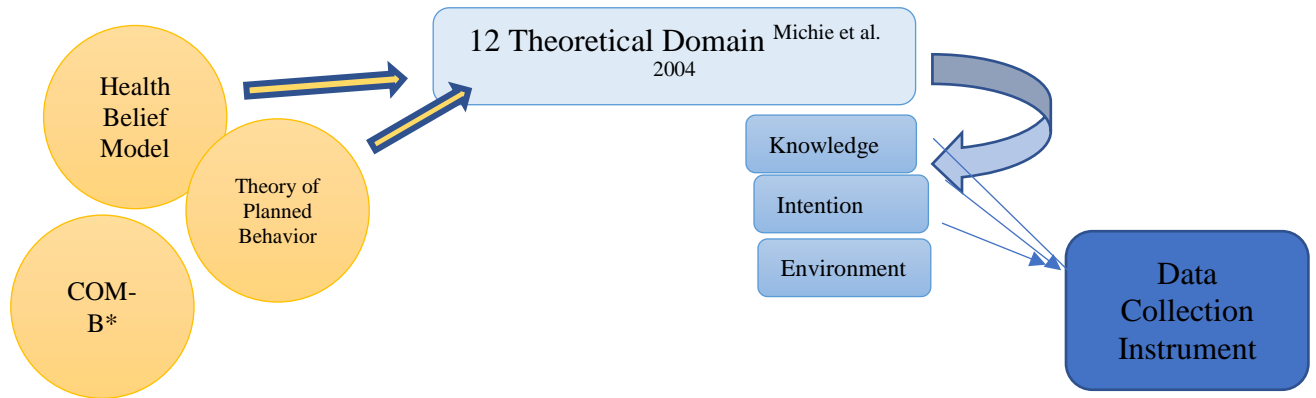 Health
Belief
Model
Theory of
Planned
Behavior
COM-
B*
12 Theoretical Domain Michie et al.
2004
Knowledge
Intention
Environment
Data
Collection
Instrument